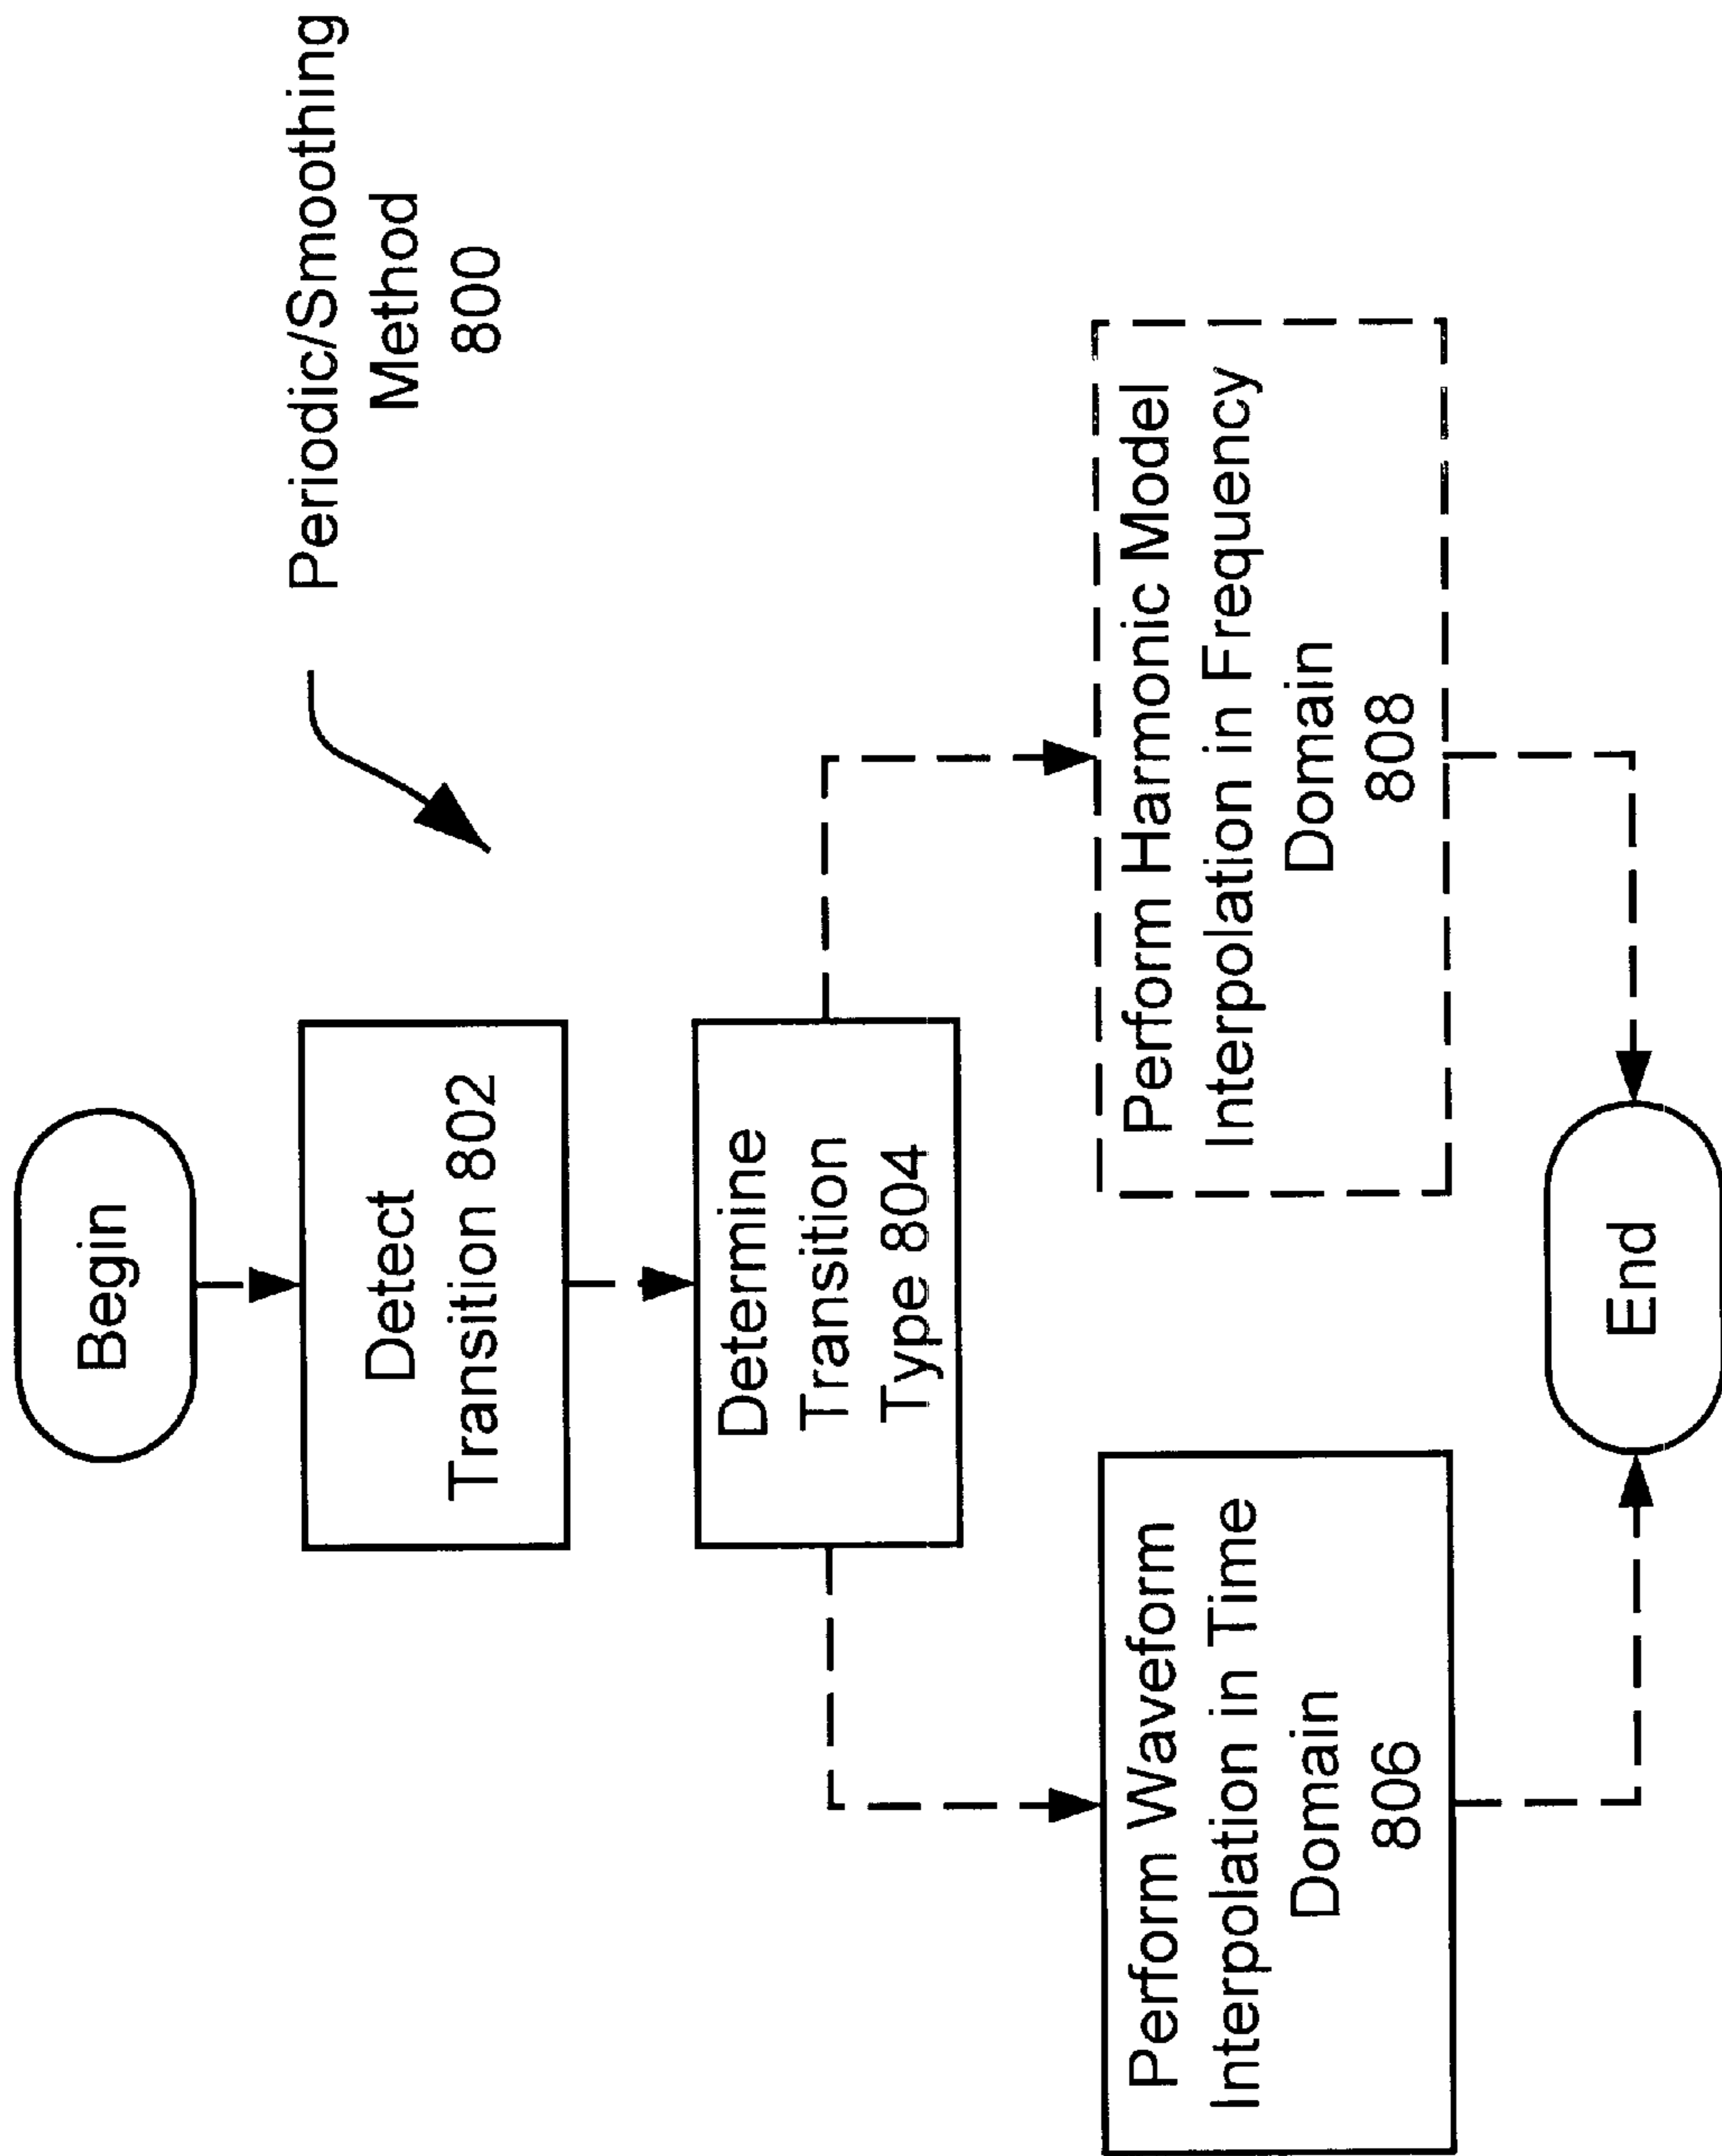 Periodic/Smoothing
Method
800
Begin
Detect
Transition 802
Determine
Transition
Type 804
Perform Waveform
Interpolation in Time
Domain
806
Perform Harmonic Model
Interpolation in Frequency
Domain
808
End